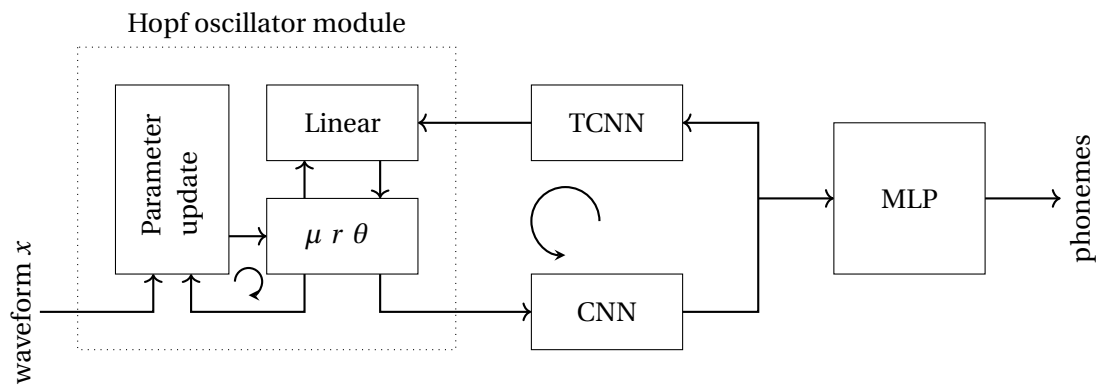 Hopf oscillator module
Parameter
update
Linear
μ r θ
TCNN
CNN
MLP
waveform x
phonemes